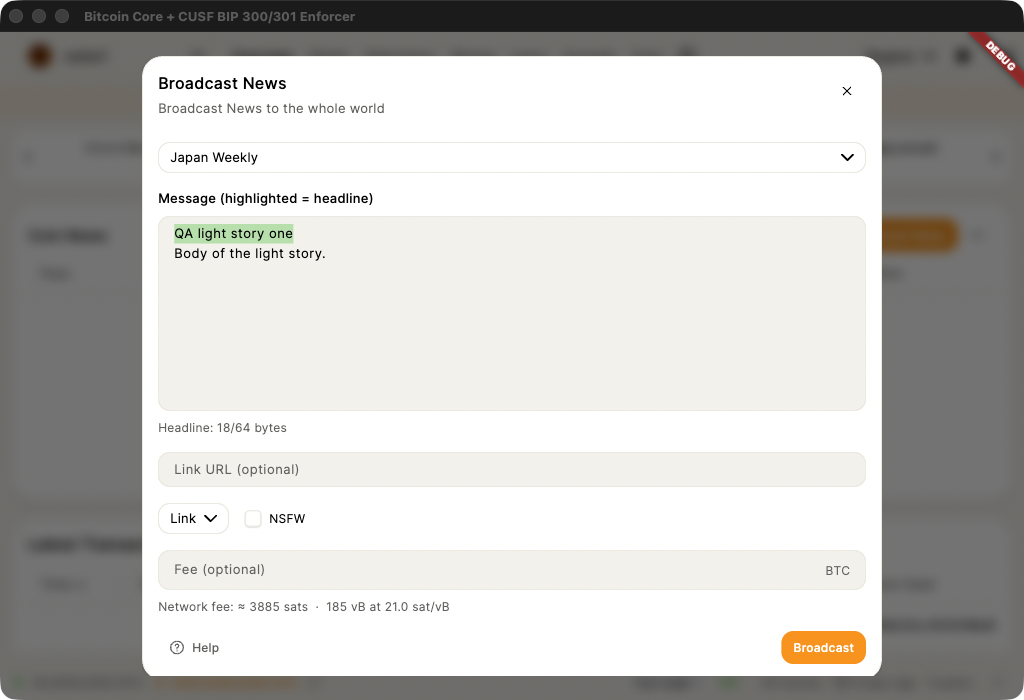 Bitcoin Core + CUSF BIP 300/301 Enforcer
DEBUG
Broadcast News
Broadcast News to the whole world
Japan Weekly
Message (highlighted = headline)
QA light story one
Body of the light story.
Headline: 18/64 bytes
Link URL (optional)
Link
NSFW
Fee (optional)
BTC
Network fee: ≈ 3885 sats · 185 vB at 21.0 sat/vB
Help
Broadcast